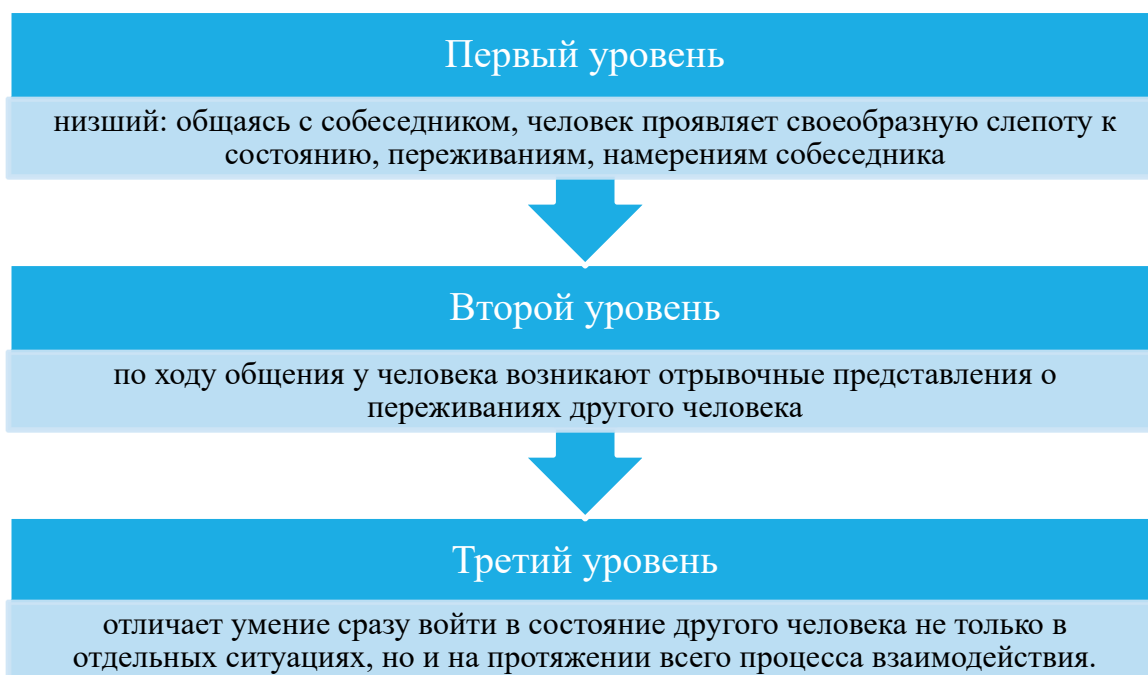 Первый уровень
низший: общаясь с собеседником, человек проявляет своеобразную слепоту к
состоянию, переживаниям, намерениям собеседника
Второй уровень
по ходу общения у человека возникают отрывочные представления о
переживаниях другого человека
Третий уровень
отличает умение сразу войти в состояние другого человека не только в
отдельных ситуациях, но и на протяжении всего процесса взаимодействия.